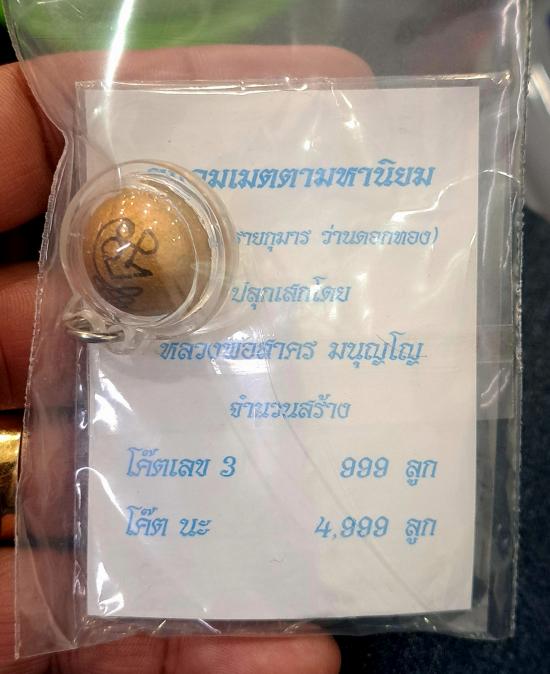 เมตตามหานิยม
ว่านดอกทอง)
ปลุกเสกโดย
หลวงพ่อสาคร มนุญโญ
จำนวนสร้าง
โค๊ตเลข 3 999 ลูก
โค๊ต นะ 4,999 ลูก